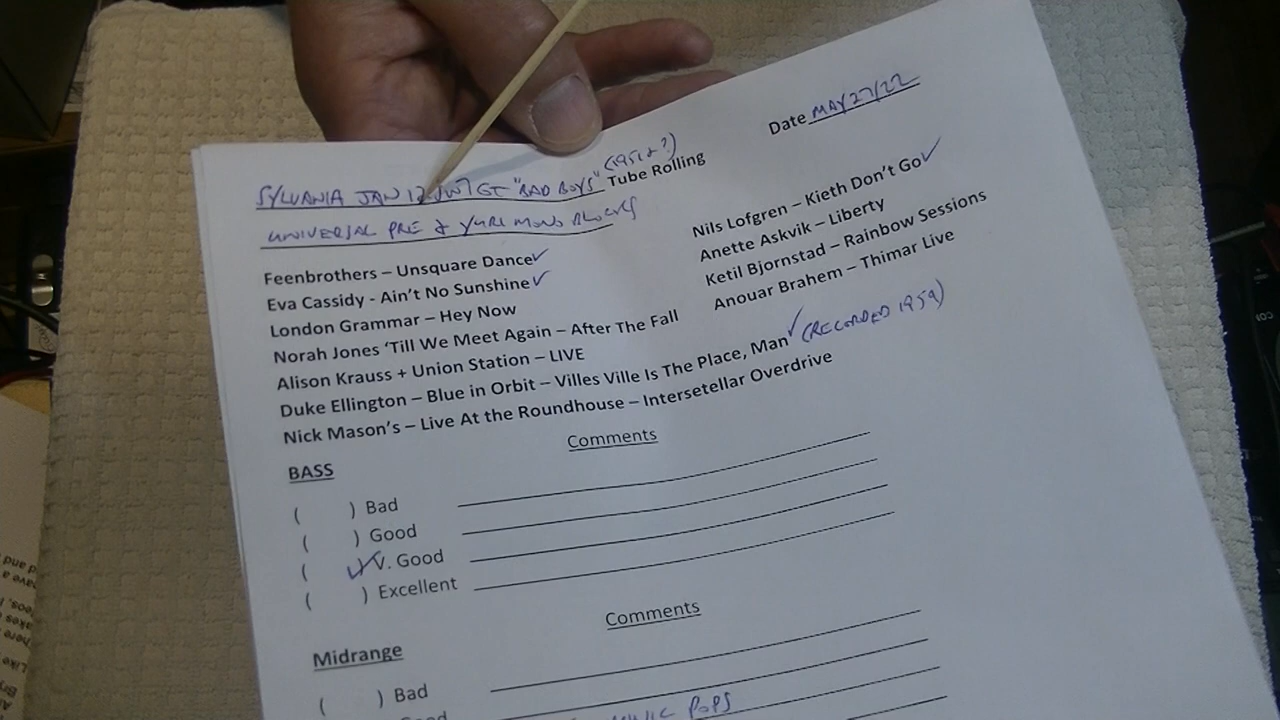 Date MAY 27/22
SYLVANIA JAN "BAD BOYS" (1951 + ?) Tube Rolling
UNIVERSAL PRE & YURI MONO BLOCKS
Feenbrothers – Unsquare Dance✓
Eva Cassidy - Ain't No Sunshine✓
London Grammar – Hey Now
Norah Jones 'Till We Meet Again – After The Fall
Alison Krauss + Union Station – LIVE
Duke Ellington – Blue in Orbit – Villes Ville Is The Place, Man✓ (RECORDED 1959)
Nick Mason's – Live At the Roundhouse – Intersetellar Overdrive
Nils Lofgren – Kieth Don't Go✓
Anette Askvik – Liberty
Ketil Bjornstad – Rainbow Sessions
Anouar Brahem – Thimar Live
Comments
BASS
( ) Bad
( ) Good
( ✓) V. Good
( ) Excellent
Comments
Midrange
( ) Bad
Good
POPS